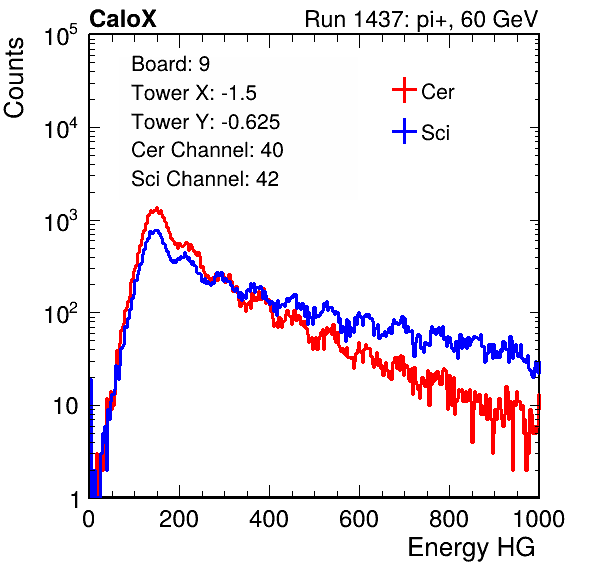 CaloX Run 1437: pi+, 60 GeV
Counts
10^5
10^4
10^3
10^2
10
1
Board: 9
Tower X: -1.5
Tower Y: -0.625
Cer Channel: 40
Sci Channel: 42
Cer
Sci
0 200 400 600 800 1000
Energy HG